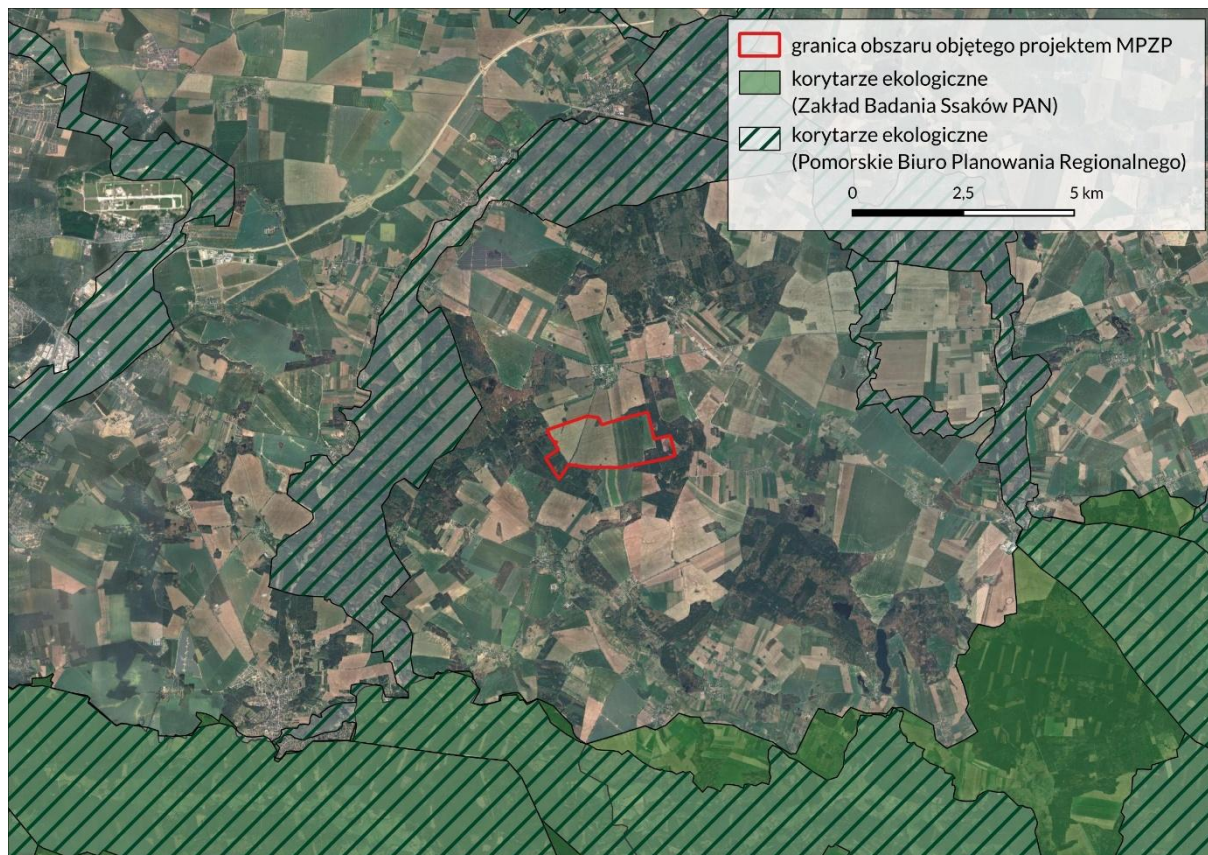 granica obszaru objętego projektem MPZP
korytarze ekologiczne
(Zakład Badania Ssaków PAN)
korytarze ekologiczne
(Pomorskie Biuro Planowania Regionalnego)
0 2,5 5 km